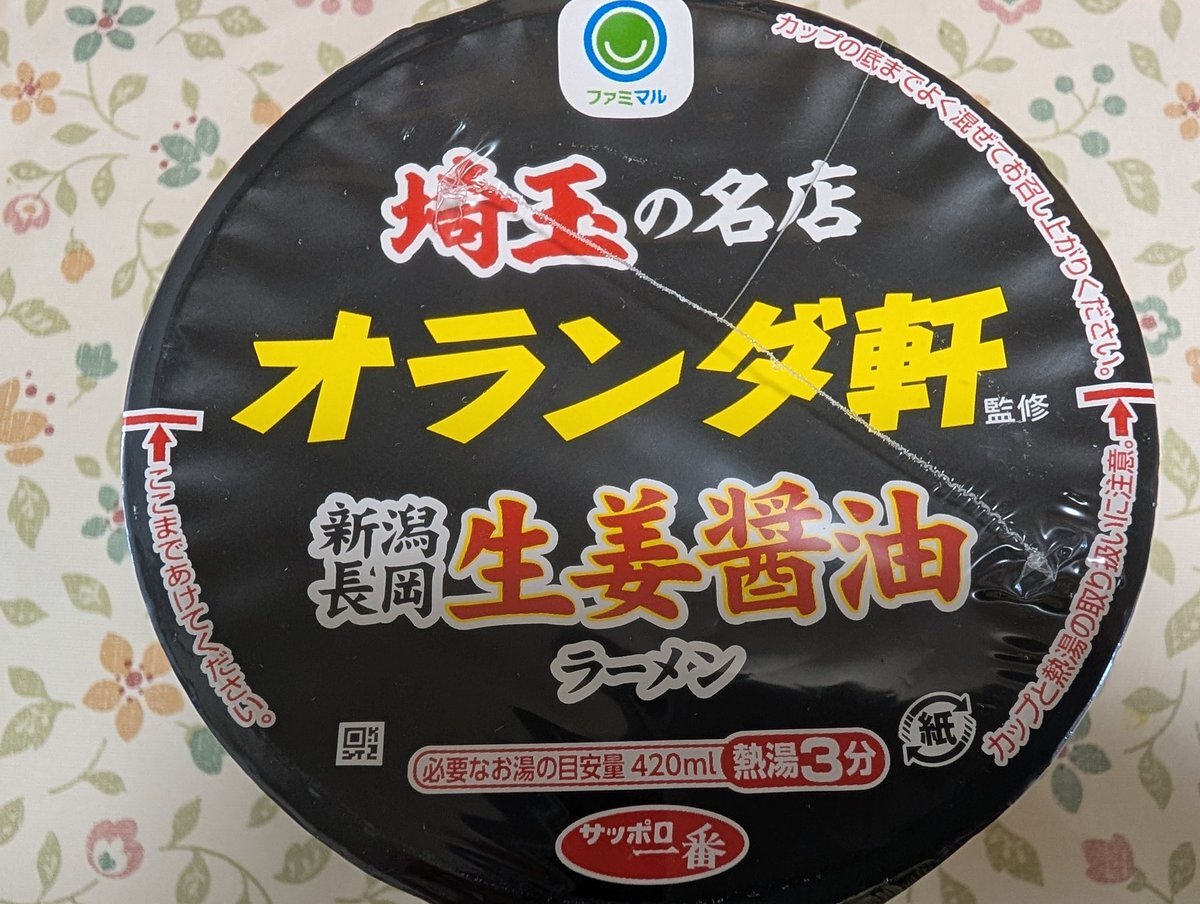 ファミマル
カップの底までよく混ぜてお召し上がりください。
埼玉の名店
オランダ軒
監修
新潟
長岡
生姜醤油
ラーメン
ここまであけてください。
カップと熱湯の取り扱いに注意。
紙
必要なお湯の目安量 420ml 熱湯3分
サッポロ一番